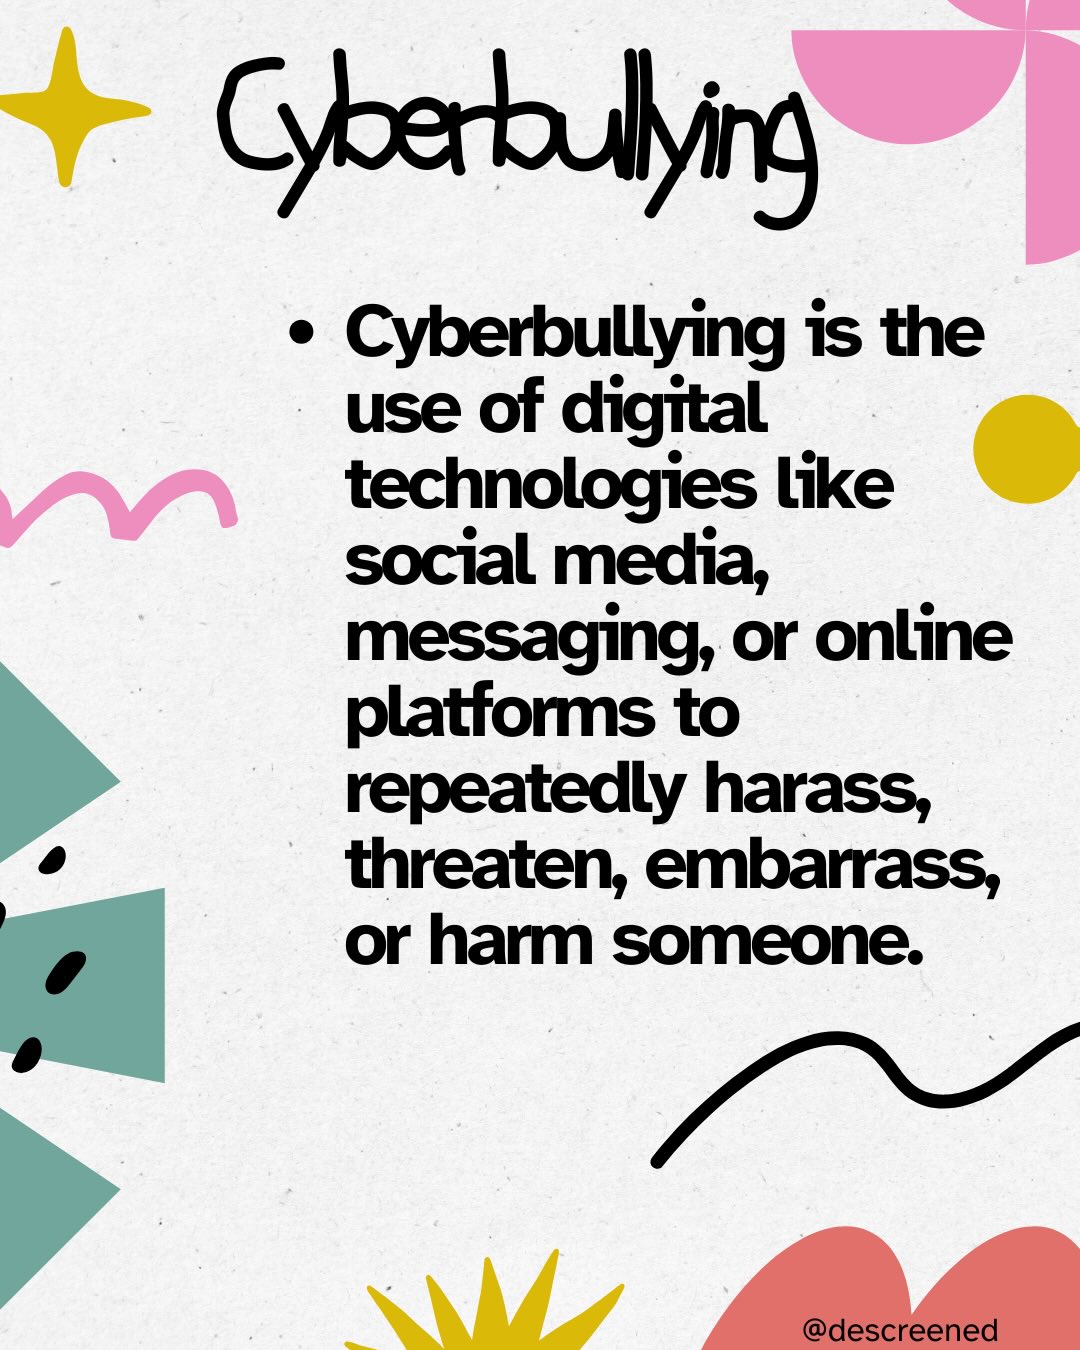 Cyberbullying
• Cyberbullying is the
use of digital
technologies like
social media,
messaging, or online
platforms to
repeatedly harass,
threaten, embarrass,
or harm someone.
@descreened